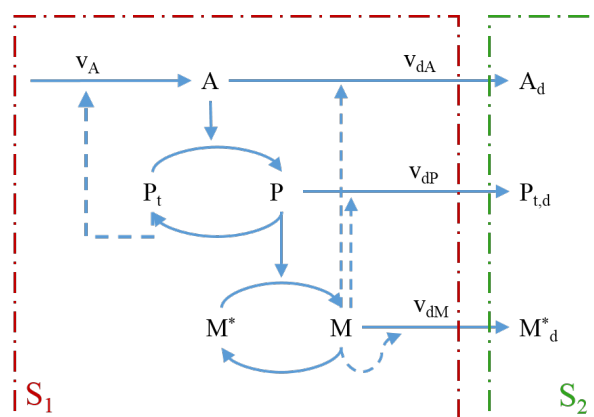 v_A v_dA
A A_d
v_dP
P_t P P_t,d
v_dM
M* M M*_d
S_1 S_2